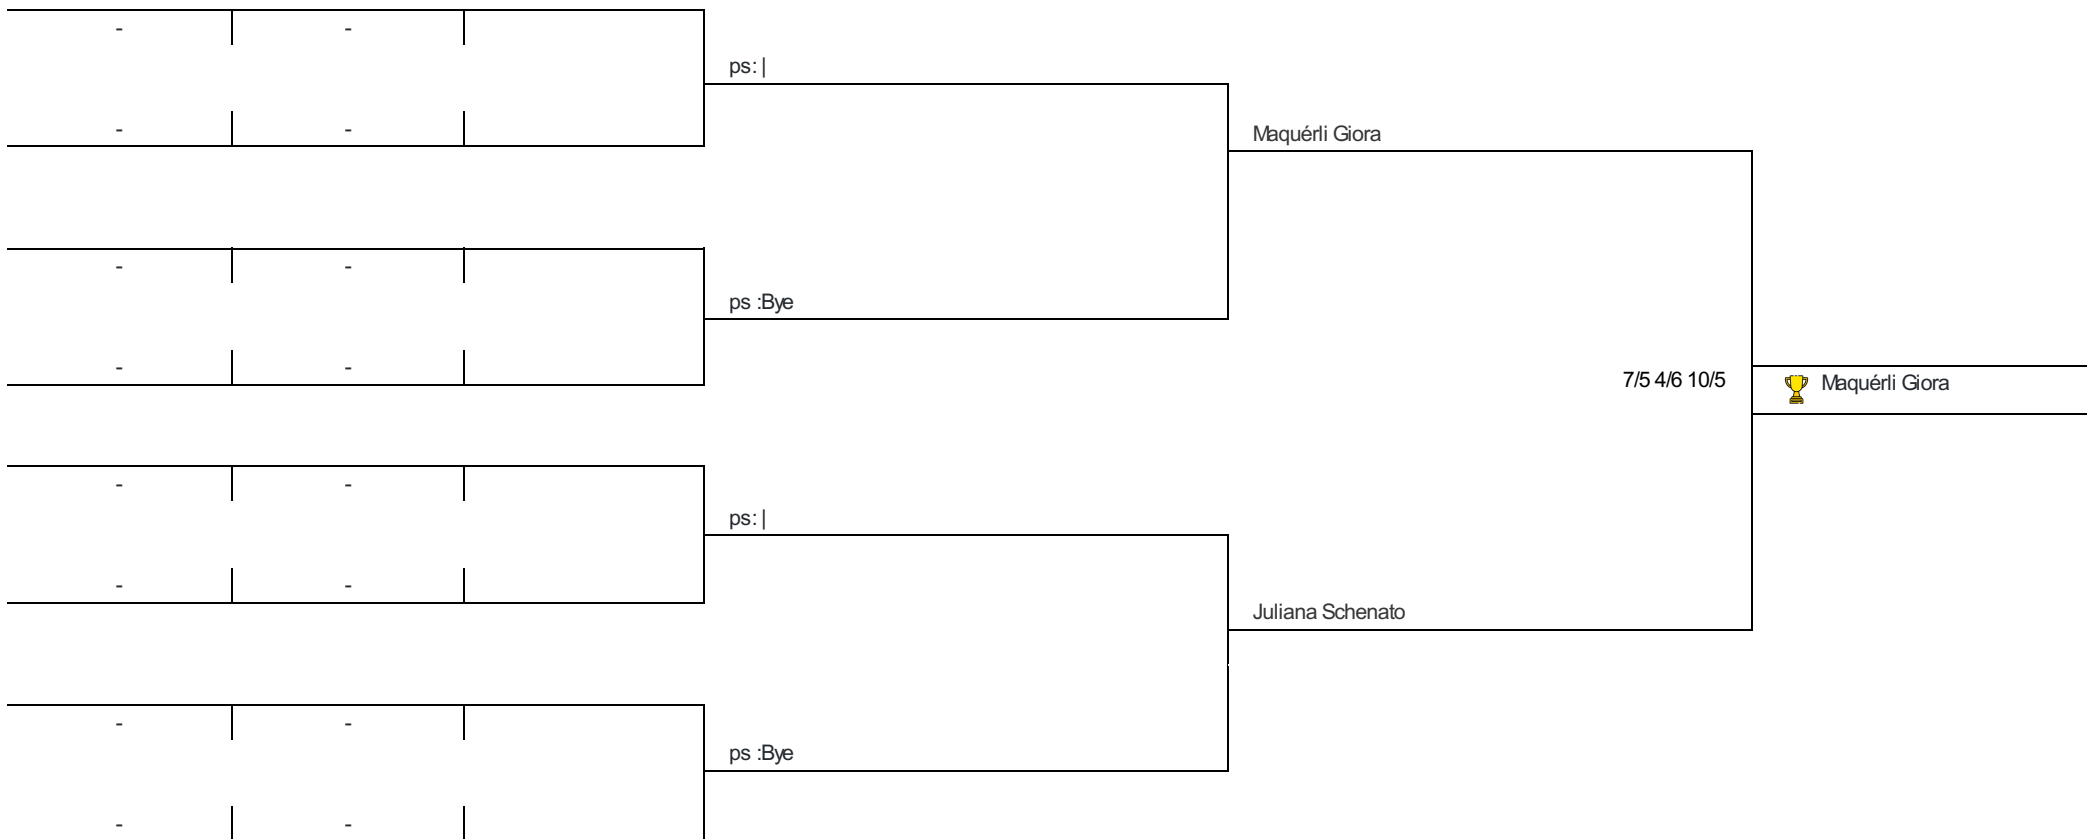 - -
ps: |
- -
Maquérli Giora
- -
ps :Bye
- -
7/5 4/6 10/5
Maquérli Giora
- -
ps: |
- -
Juliana Schenato
- -
ps :Bye
- -